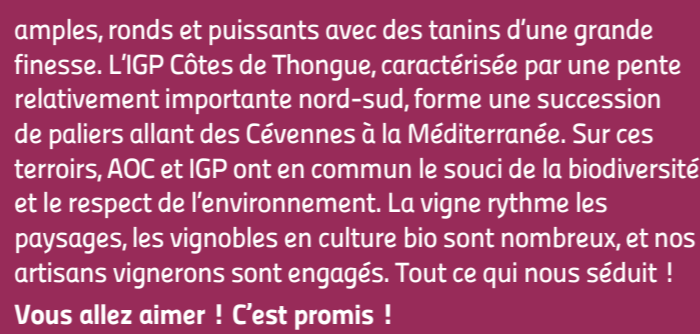 amples, ronds et puissants avec des tanins d’une grande
finesse. L’IGP Côtes de Thongue, caractérisée par une pente
relativement importante nord-sud, forme une succession
de paliers allant des Cévennes à la Méditerranée. Sur ces
terroirs, AOC et IGP ont en commun le souci de la biodiversité
et le respect de l’environnement. La vigne rythme les
paysages, les vignobles en culture bio sont nombreux, et nos
artisans vignerons sont engagés. Tout ce qui nous séduit !
Vous allez aimer ! C’est promis !